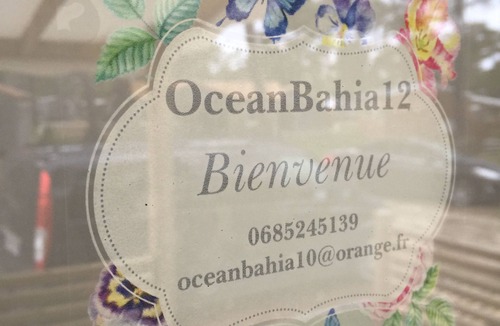 OceanBahia12
Bienvenue
0685245139
oceanbahia10@orange.fr